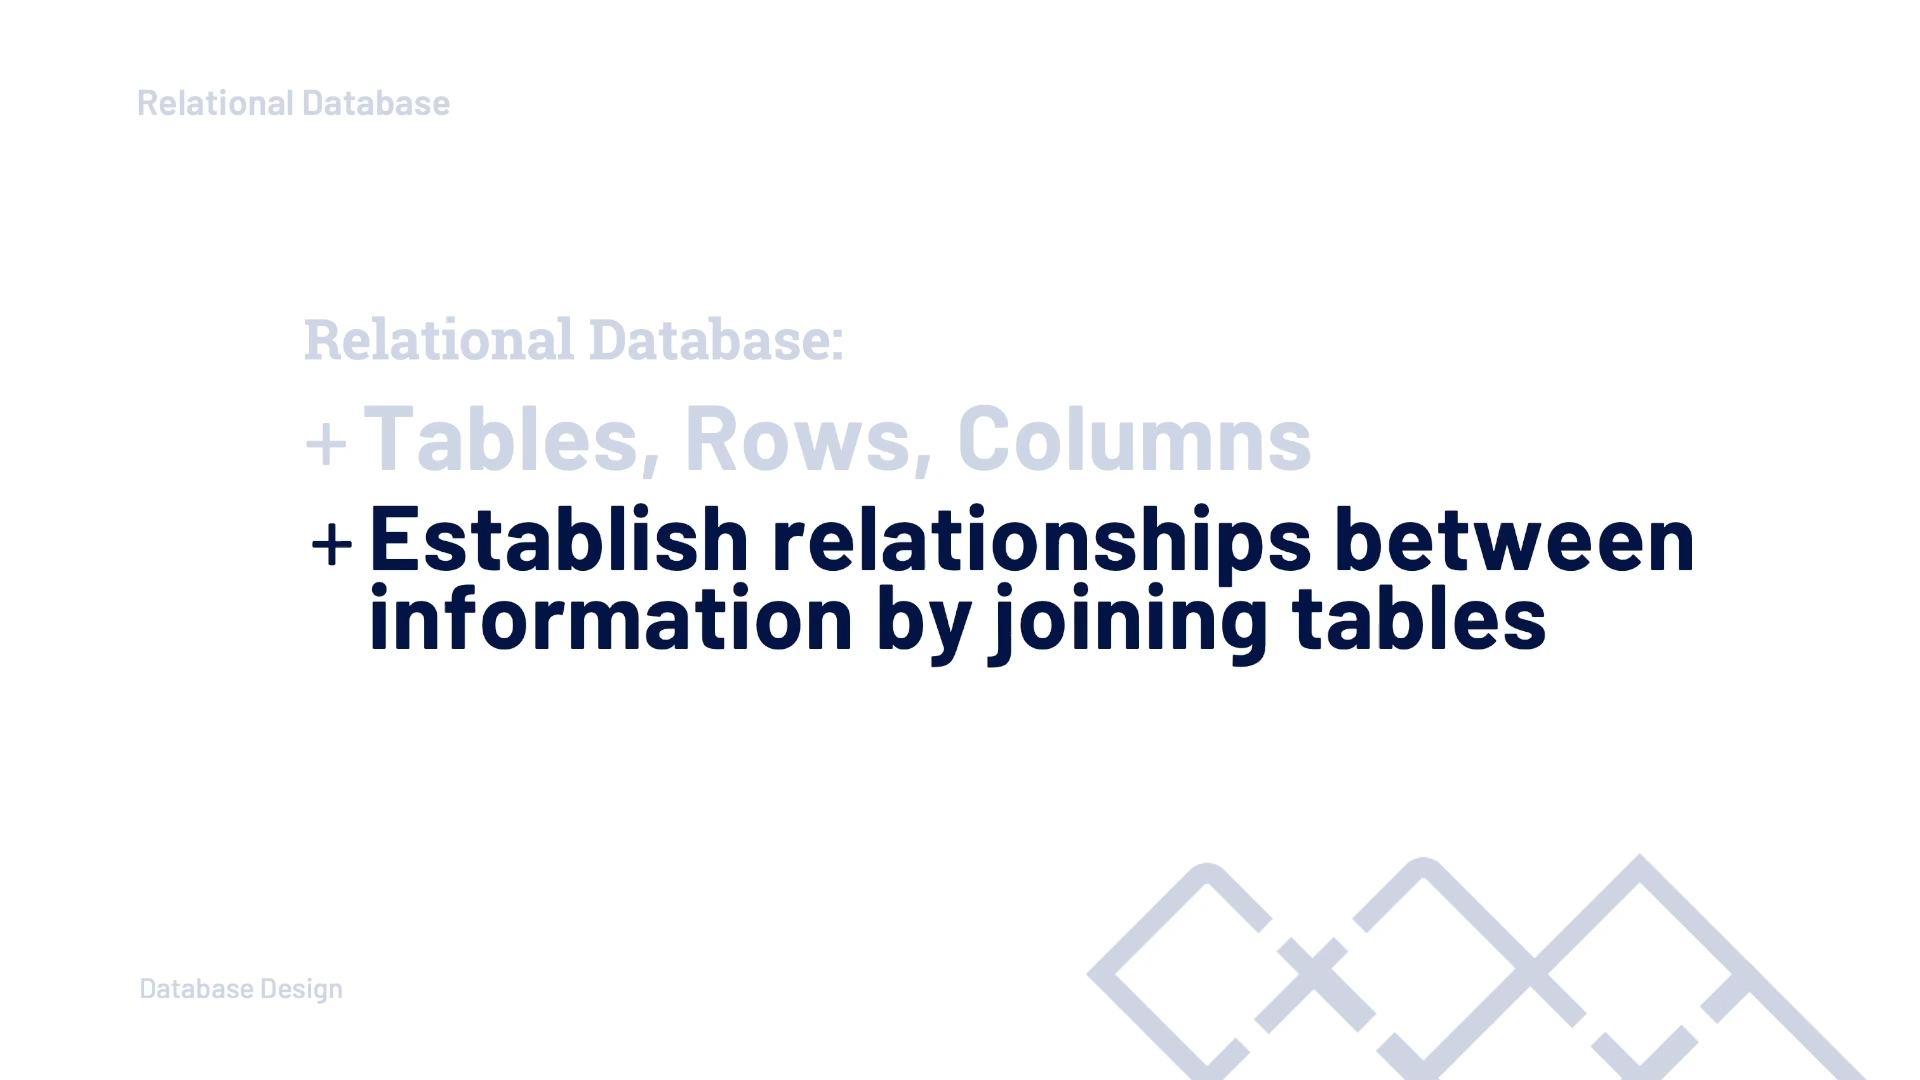 Relational Database
Relational Database:
+ Tables, Rows, Columns
+ Establish relationships between
information by joining tables
Database Design